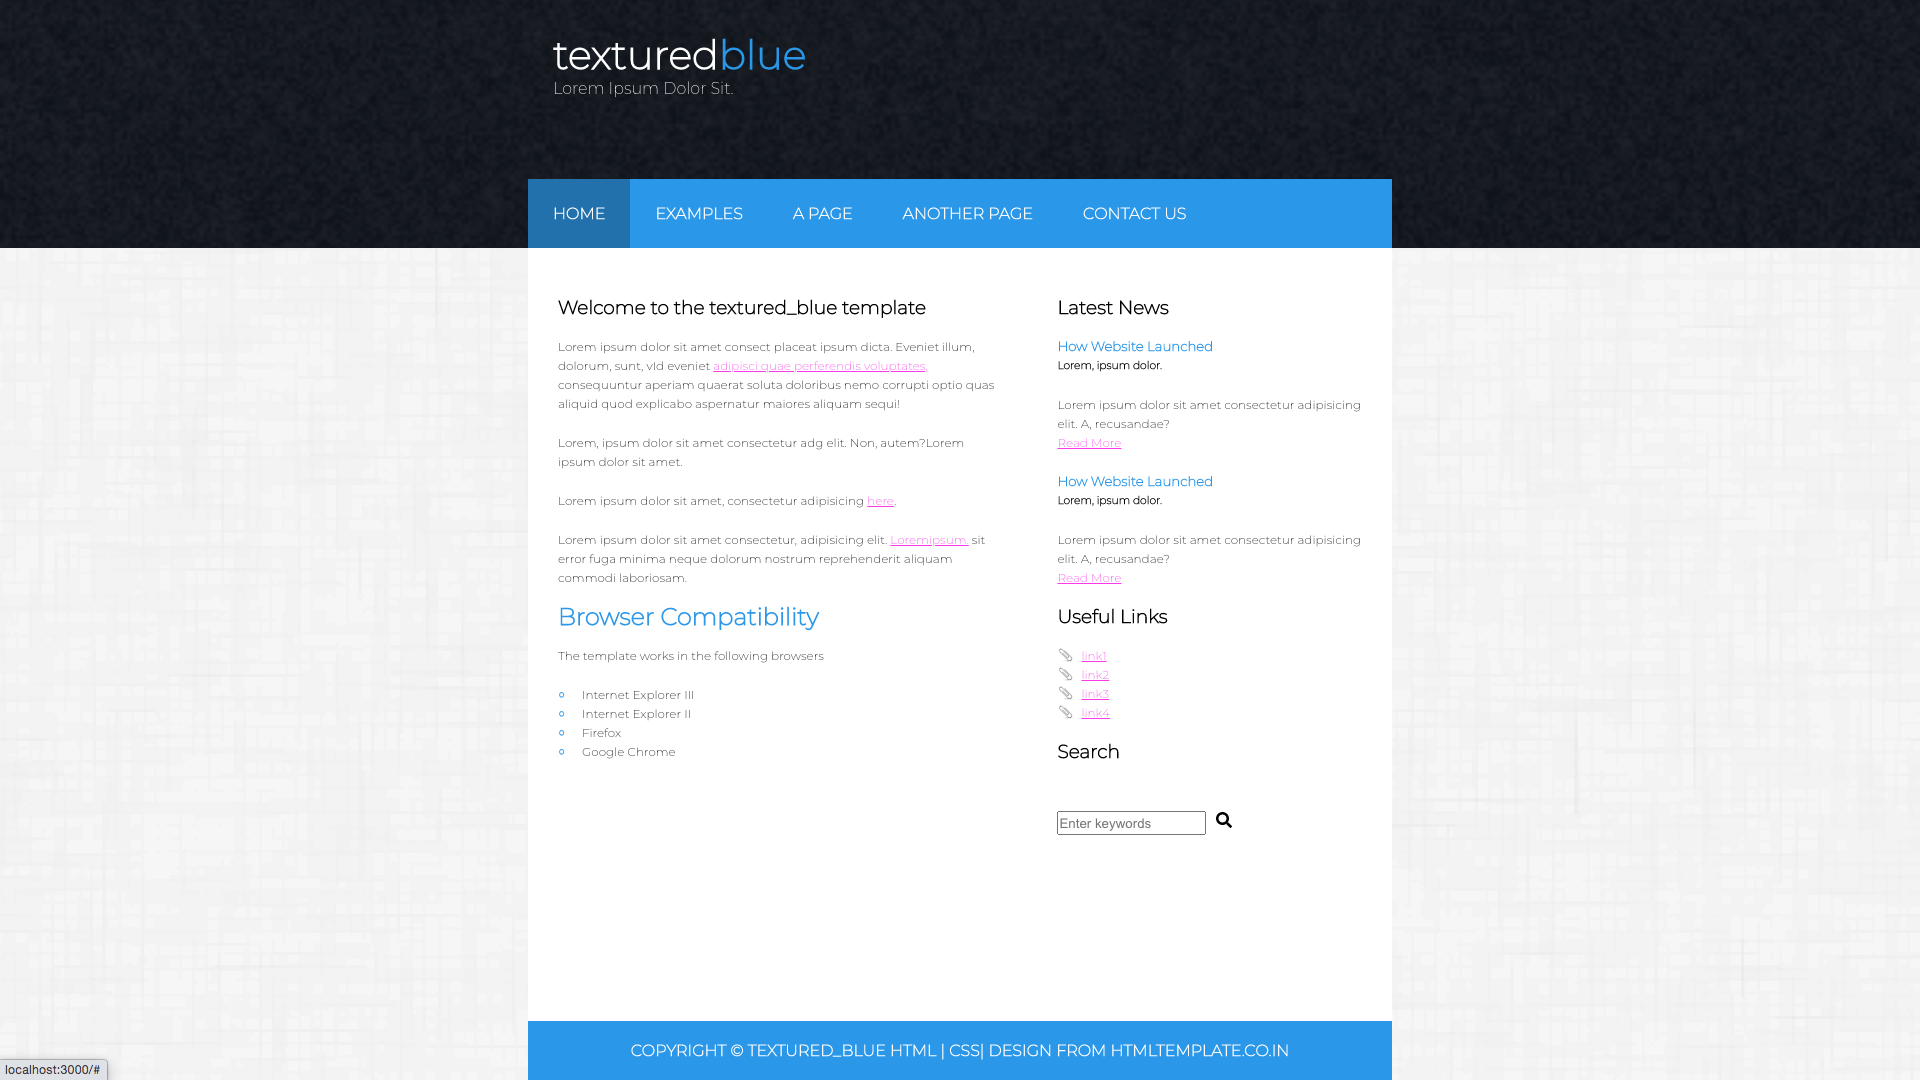 texturedblue
Lorem Ipsum Dolor Sit.
HOME EXAMPLES A PAGE ANOTHER PAGE CONTACT US
Welcome to the textured_blue template
Lorem ipsum dolor sit amet consect placeat ipsum dicta. Eveniet illum,
dolorum, sunt, vId eveniet adipisci quae perferendis voluptates.
consequuntur aperiam quaerat soluta doloribus nemo corrupti optio quas
aliquid quod explicabo aspernatur maiores aliquam sequi!
Lorem, ipsum dolor sit amet consectetur adg elit. Non, autem?Lorem
ipsum dolor sit amet.
Lorem ipsum dolor sit amet, consectetur adipisicing here.
Lorem ipsum dolor sit amet consectetur, adipisicing elit. Loremipsum. sit
error fuga minima neque dolorum nostrum reprehenderit aliquam
commodi laboriosam.
Browser Compatibility
The template works in the following browsers
Internet Explorer III
Internet Explorer II
Firefox
Google Chrome
Latest News
How Website Launched
Lorem, ipsum dolor.
Lorem ipsum dolor sit amet consectetur adipisicing
elit. A, recusandae?
Read More
How Website Launched
Lorem, ipsum dolor.
Lorem ipsum dolor sit amet consectetur adipisicing
elit. A, recusandae?
Read More
Useful Links
link1
link2
link3
link4
Search
Enter keywords
COPYRIGHT © TEXTURED_BLUE HTML | CSS| DESIGN FROM HTMLTEMPLATE.CO.IN
localhost:3000/#